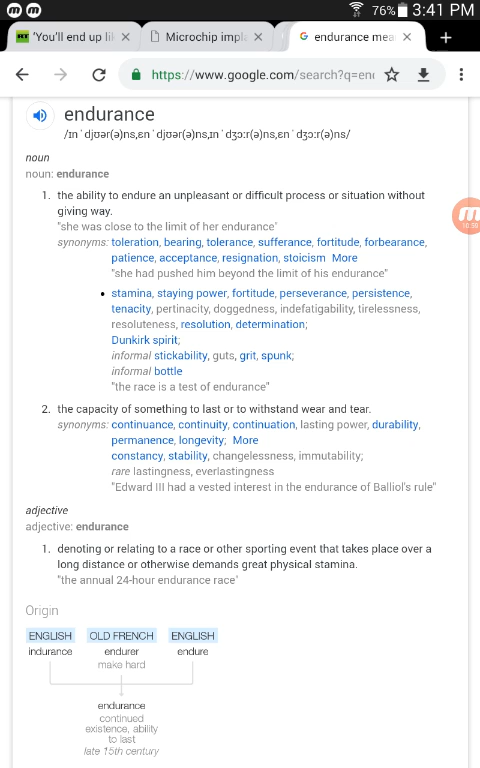 76% 3:41 PM
RT 'You'll end up li × Microchip impla × G endurance mea × +
https://www.google.com/search?q=en
endurance
/ɪnˈdjʊər(ə)ns,ɛnˈdjʊər(ə)ns,ɪnˈdʒɔːr(ə)ns,ɛnˈdʒɔːr(ə)ns/
noun
noun: endurance
1. the ability to endure an unpleasant or difficult process or situation without
giving way.
"she was close to the limit of her endurance"
synonyms: toleration, bearing, tolerance, sufferance, fortitude, forbearance,
patience, acceptance, resignation, stoicism More
"she had pushed him beyond the limit of his endurance"
• stamina, staying power, fortitude, perseverance, persistence,
tenacity, pertinacity, doggedness, indefatigability, tirelessness,
resoluteness, resolution, determination;
Dunkirk spirit;
informal stickability, guts, grit, spunk;
informal bottle
"the race is a test of endurance"
2. the capacity of something to last or to withstand wear and tear.
synonyms: continuance, continuity, continuation, lasting power, durability,
permanence, longevity; More
constancy, stability, changelessness, immutability;
rare lastingness, everlastingness
"Edward III had a vested interest in the endurance of Balliol's rule"
adjective
adjective: endurance
1. denoting or relating to a race or other sporting event that takes place over a
long distance or otherwise demands great physical stamina.
"the annual 24-hour endurance race"
Origin
ENGLISH OLD FRENCH ENGLISH
indurance endurer endure
make hard
endurance
continued
existence, ability
to last
late 15th century